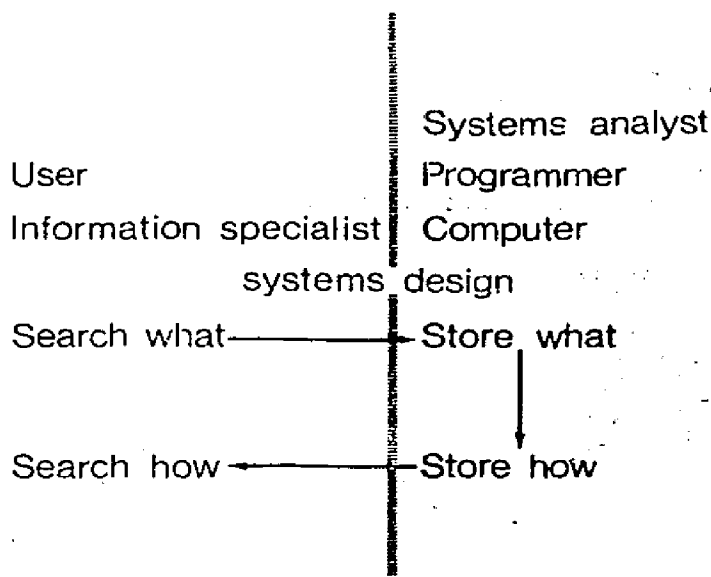 Systems analyst
User Programmer
Information specialist Computer
systems design
Search what Store what
Search how Store how